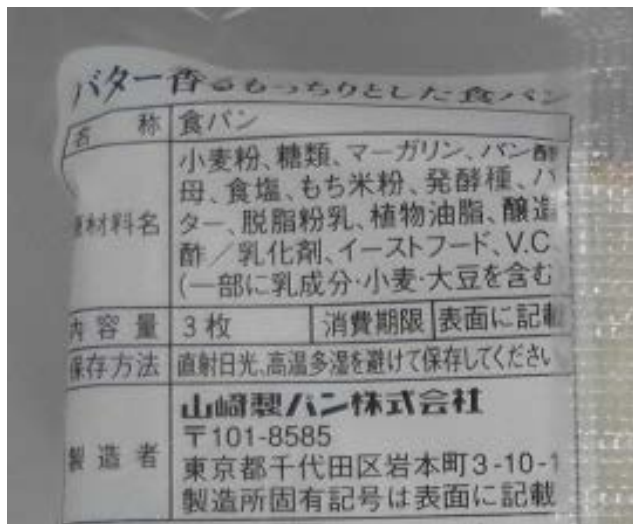 バター香るもっちりとした食パン
名称 食パン
小麦粉、糖類、マーガリン、パン酵
母、食塩、もち米粉、発酵種、バ
原材料名 ター、脱脂粉乳、植物油脂、醸造
酢／乳化剤、イーストフード、V.C
(一部に乳成分・小麦・大豆を含む
内容量 3枚 消費期限 表面に記載
保存方法 直射日光、高温多湿を避けて保存してください
山崎製パン株式会社
〒101-8585
製造者 東京都千代田区岩本町3-10-1
製造所固有記号は表面に記載